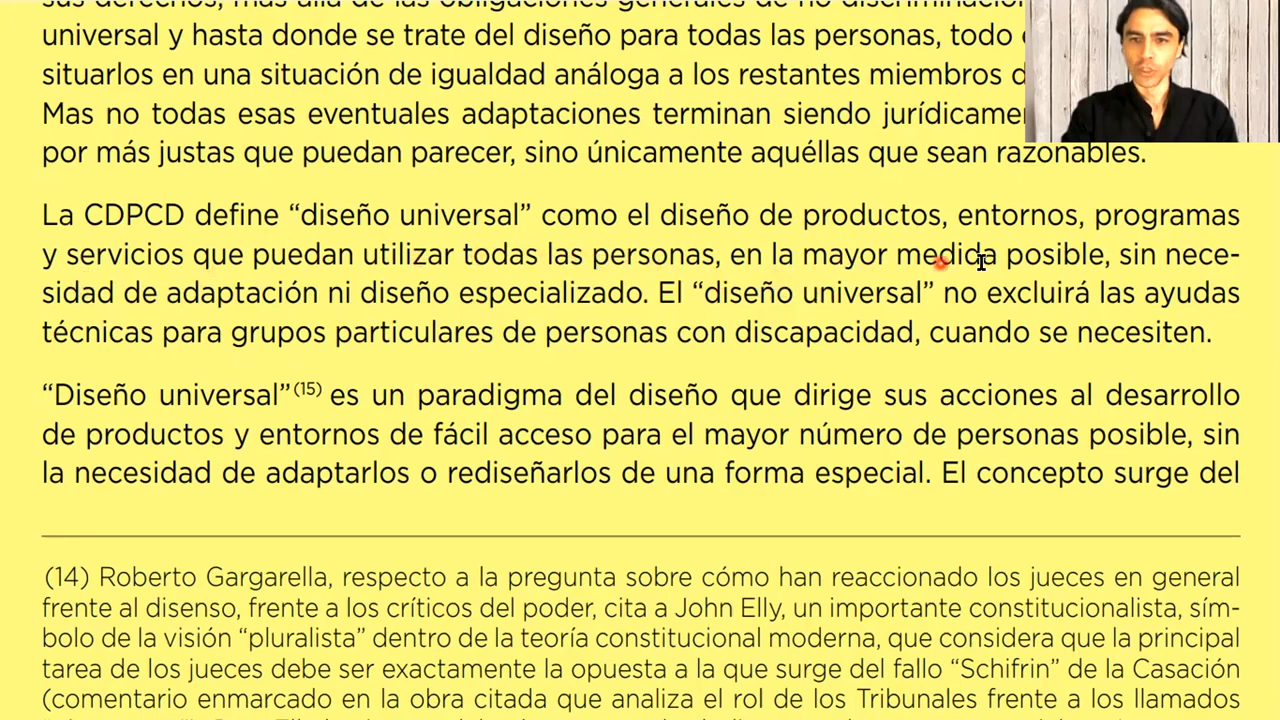 sus derechos, más allá de las obligaciones generales de no discriminación
universal y hasta donde se trate del diseño para todas las personas, todo
situarlos en una situación de igualdad análoga a los restantes miembros
Mas no todas esas eventuales adaptaciones terminan siendo
por más justas que puedan parecer, sino únicamente aquéllas que sean razonables.
La CDPCD define “diseño universal” como el diseño de productos, entornos, programas
y servicios que puedan utilizar todas las personas, en la mayor medida posible, sin nece-
sidad de adaptación ni diseño especializado. El “diseño universal” no excluirá las ayudas
técnicas para grupos particulares de personas con discapacidad, cuando se necesiten.
“Diseño universal”(15) es un paradigma del diseño que dirige sus acciones al desarrollo
de productos y entornos de fácil acceso para el mayor número de personas posible, sin
la necesidad de adaptarlos o rediseñarlos de una forma especial. El concepto surge del
(14) Roberto Gargarella, respecto a la pregunta sobre cómo han reaccionado los jueces en general
frente al disenso, frente a los críticos del poder, cita a John Elly, un importante constitucionalista, sím-
bolo de la visión “pluralista” dentro de la teoría constitucional moderna, que considera que la principal
tarea de los jueces debe ser exactamente la opuesta a la que surge del fallo “Schifrin” de la Casación
(comentario enmarcado en la obra citada que analiza el rol de los Tribunales frente a los llamados